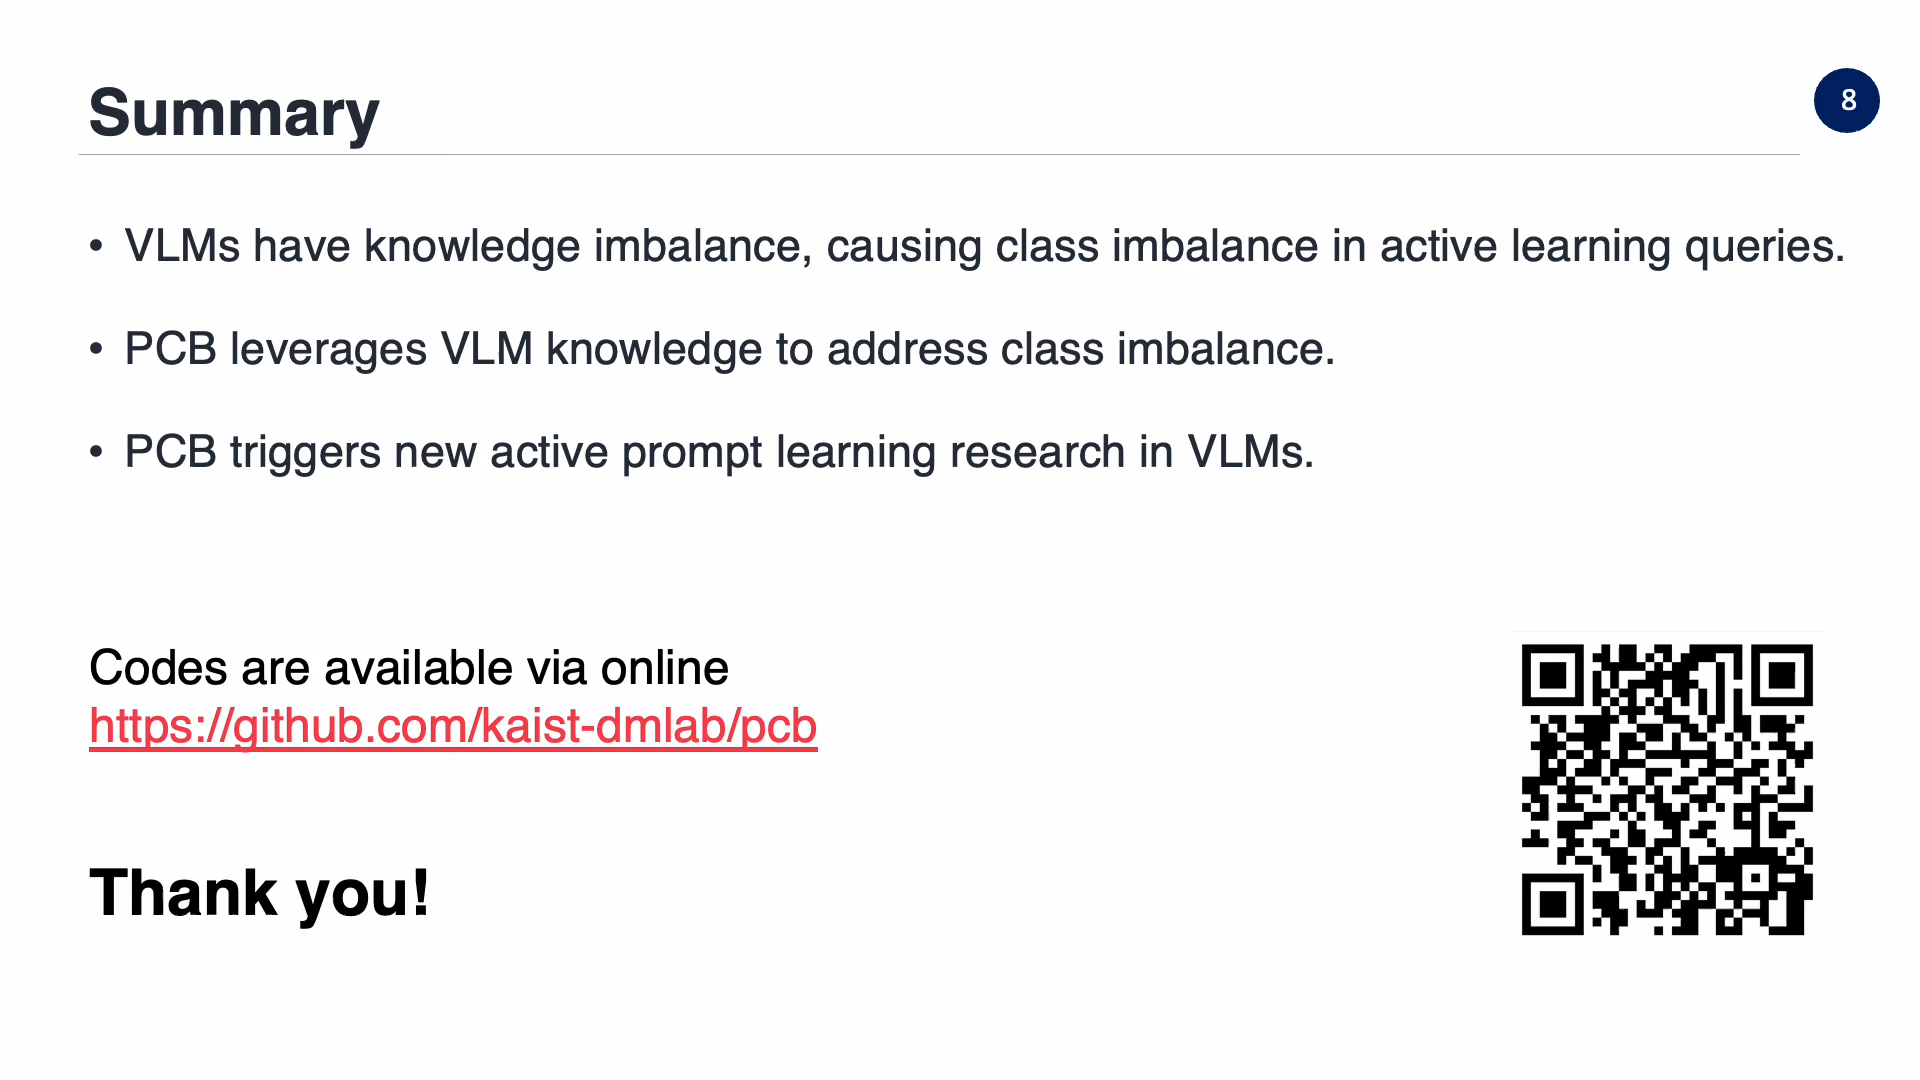 Summary
8
• VLMs have knowledge imbalance, causing class imbalance in active learning queries.
• PCB leverages VLM knowledge to address class imbalance.
• PCB triggers new active prompt learning research in VLMs.
Codes are available via online
https://github.com/kaist-dmlab/pcb
Thank you!